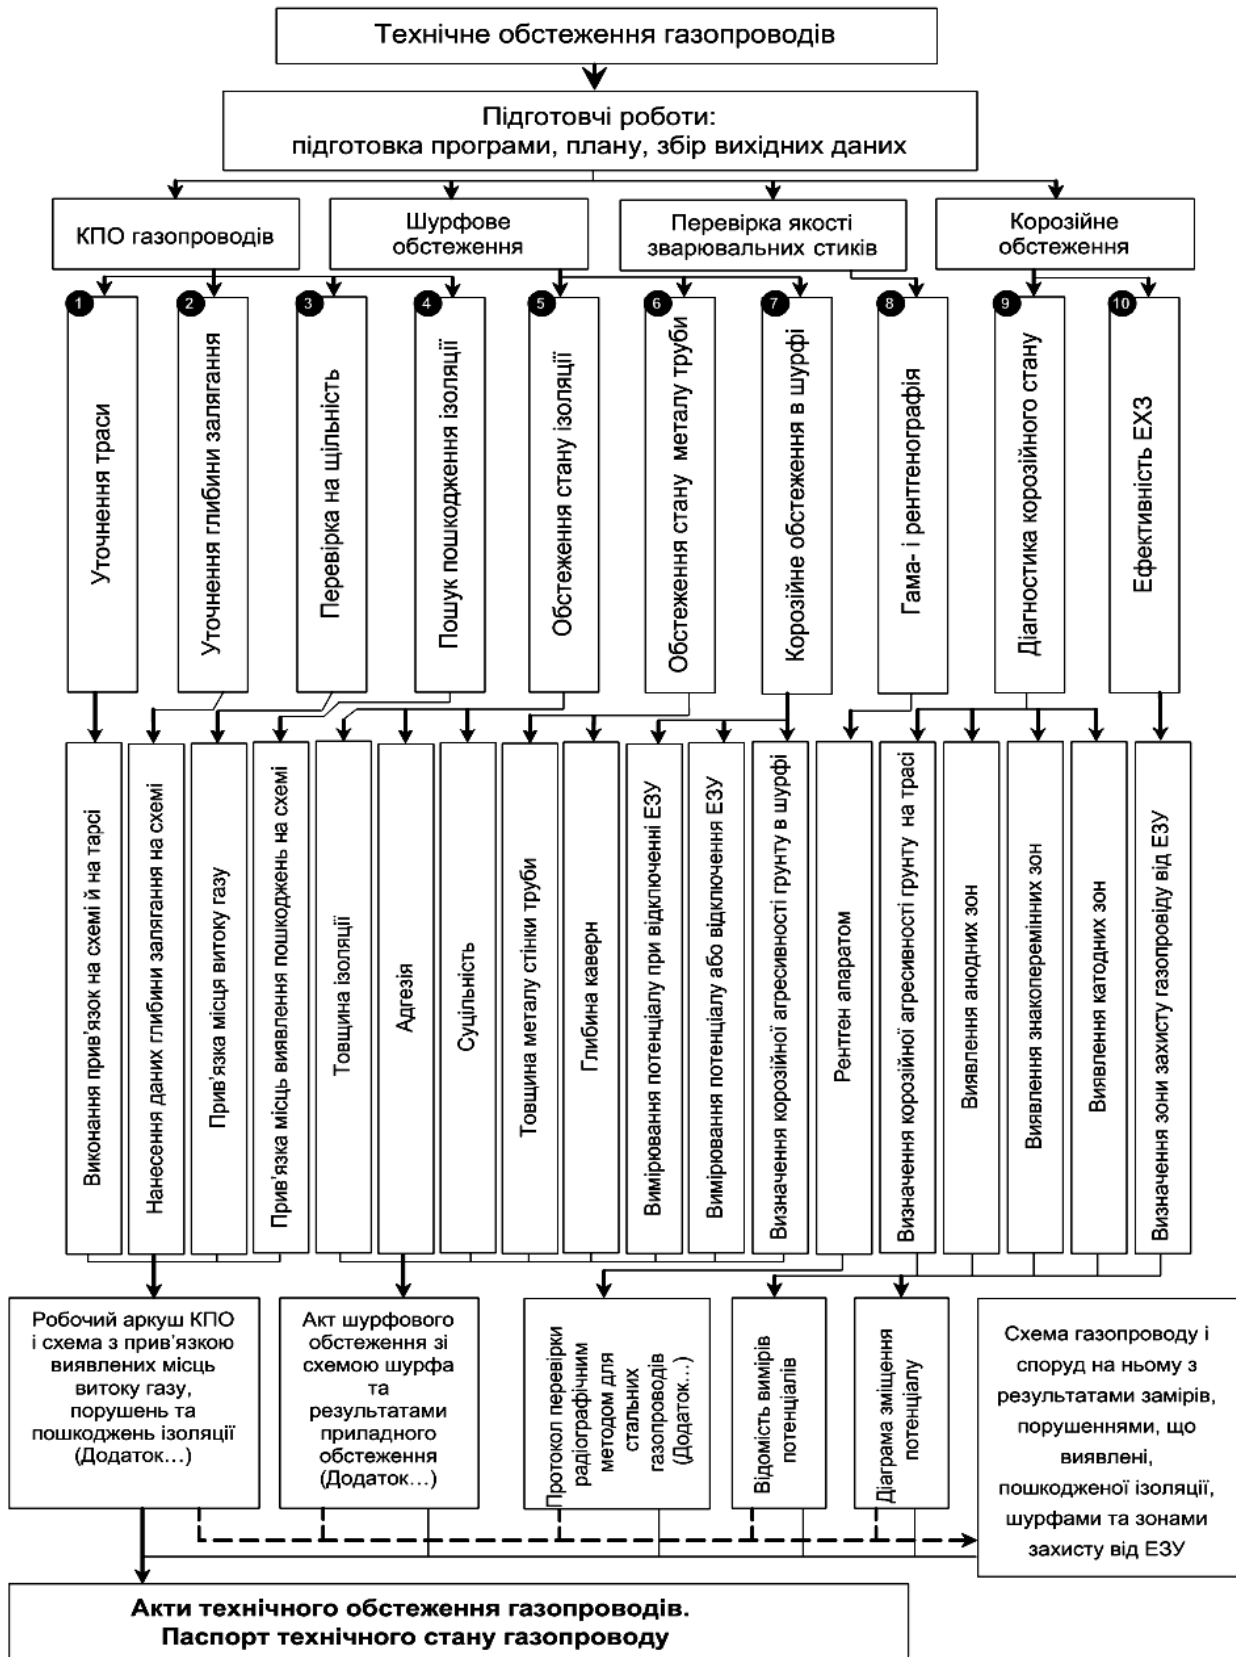 Технічне обстеження газопроводів
Підготовчі роботи:
підготовка програми, плану, збір вихідних даних
КПО газопроводів
Шурфове
обстеження
Перевірка якості
зварювальних стиків
Корозійне
обстеження
1
Уточнення траси
2
Уточнення глибини залягання
3
Перевірка на щільність
4
Пошук пошкодження ізоляції
5
Обстеження стану ізоляції
6
Обстеження стану металу труби
7
Корозійне обстеження в шурфі
8
Гама- і рентгенографія
9
Діагностика корозійного стану
10
Ефективність ЕХЗ
Виконання прив'язок на схемі й на тарсі
Нанесення даних глибини залягання на схемі
Прив'язка місця витоку газу
Прив'язка місць виявлення пошкоджень на схемі
Товщина ізоляції
Адгезія
Суцільність
Товщина металу стінки труби
Глибина каверн
Вимірювання потенціалу при відключенні ЕЗУ
Вимірювання потенціалу або відключення ЕЗУ
Визначення корозійної агресивності грунту в шурфі
Рентген апаратом
Визначення корозійної агресивності грунту на трасі
Виявлення анодних зон
Виявлення знакоперемінних зон
Виявлення катодних зон
Визначення зони захисту газопровіду від ЕЗУ
Робочий аркуш КПО
і схема з прив'язкою
виявлених місць
витоку газу,
порушень та
пошкоджень ізоляції
(Додаток…)
Акт шурфового
обстеження зі
схемою шурфа
та
результатами
приладного
обстеження
(Додаток…)
Протокол перевірки
радіографічним
методом для
стальних
газопроводів
(Додаток…)
Відомість вимірів
потенціалів
Діаграма зміщення
потенціалу
Схема газопроводу і
споруд на ньому з
результатами замірів,
порушеннями, що
виявлені,
пошкодженої ізоляції,
шурфами та зонами
захисту від ЕЗУ
Акти технічного обстеження газопроводів.
Паспорт технічного стану газопроводу